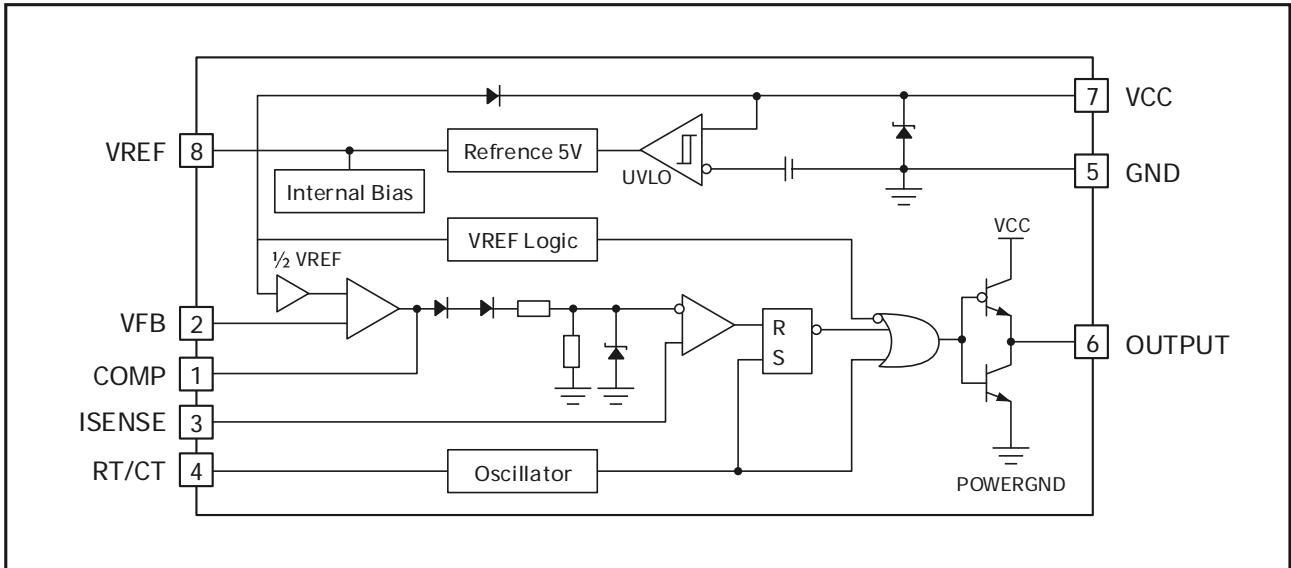 7 VCC
VREF 8
Refrence 5V
UVLO
5 GND
Internal Bias
VREF Logic
VCC
½ VREF
VFB 2
R
S
6 OUTPUT
COMP 1
ISENSE 3
RT/CT 4
Oscillator
POWERGND